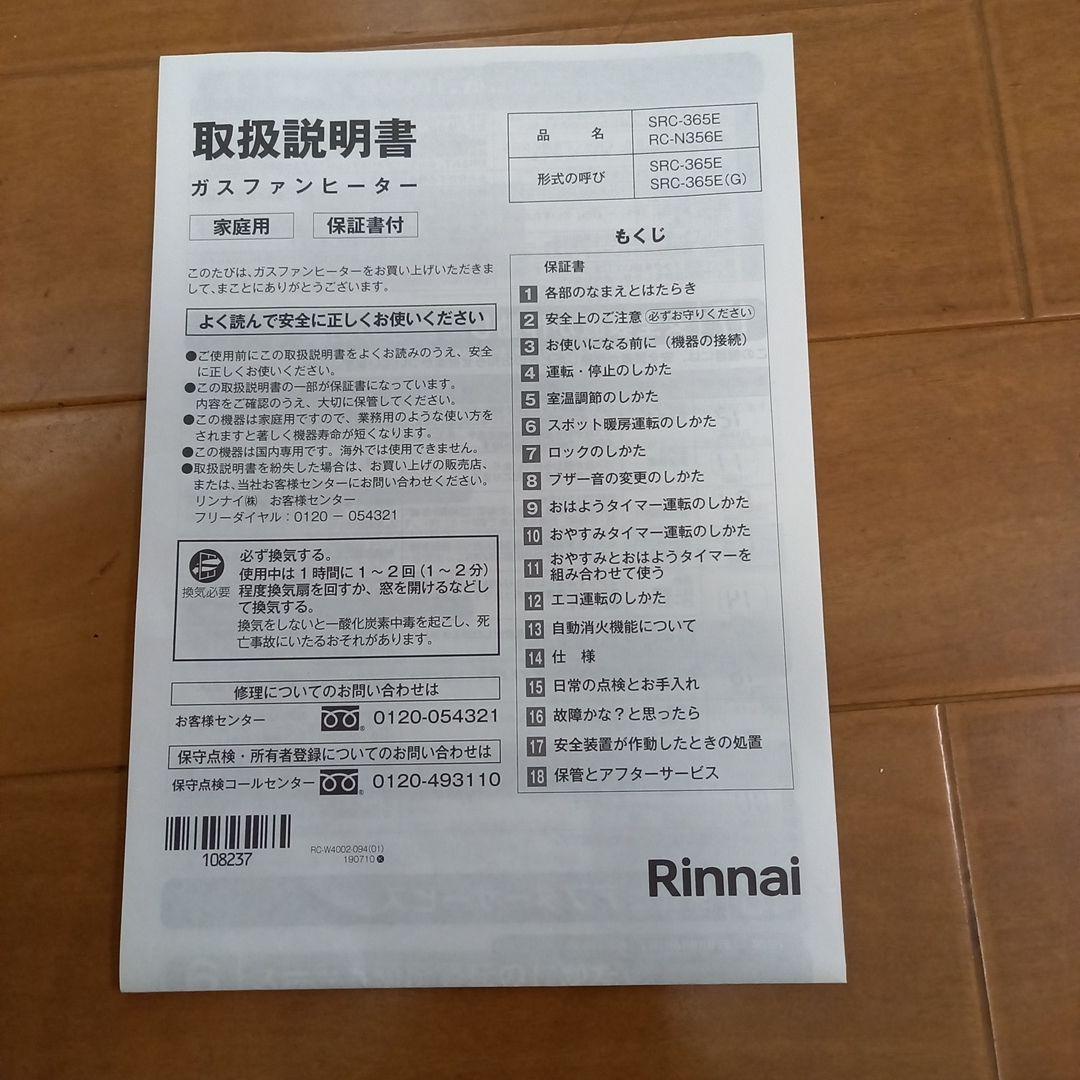 取扱説明書
ガスファンヒーター
家庭用 保証書付
品 名 SRC-365E
RC-N356E
形式の呼び SRC-365E
SRC-365E(G)
このたびは、ガスファンヒーターをお買い上げいただきま
して、まことにありがとうございます。
よく読んで安全に正しくお使いください
●ご使用前にこの取扱説明書をよくお読みのうえ、安全
に正しくお使いください。
●この取扱説明書の一部が保証書になっています。
内容をご確認のうえ、大切に保管してください。
●この機器は家庭用ですので、業務用のような使い方を
されますと著しく機器寿命が短くなります。
●この機器は国内専用です。海外では使用できません。
●取扱説明書を紛失した場合は、お買い上げの販売店、
または、当社お客様センターにお問い合わせください。
リンナイ㈱ お客様センター
フリーダイヤル：0120 － 054321
換気必要
必ず換気する。
使用中は１時間に１～２回（１～２分）
程度換気扇を回すか、窓を開けるなどし
て換気する。
換気をしないと一酸化炭素中毒を起こし、死
亡事故にいたるおそれがあります。
修理についてのお問い合わせは
お客様センター 0120-054321
保守点検・所有者登録についてのお問い合わせは
保守点検コールセンター 0120-493110
108237
RC-W4002-094(01)
190710Ⓚ
もくじ
保証書
1 各部のなまえとはたらき
2 安全上のご注意 必ずお守りください
3 お使いになる前に（機器の接続）
4 運転・停止のしかた
5 室温調節のしかた
6 スポット暖房運転のしかた
7 ロックのしかた
8 ブザー音の変更のしかた
9 おはようタイマー運転のしかた
10 おやすみタイマー運転のしかた
11 おやすみとおはようタイマーを
組み合わせて使う
12 エコ運転のしかた
13 自動消火機能について
14 仕 様
15 日常の点検とお手入れ
16 故障かな？と思ったら
17 安全装置が作動したときの処置
18 保管とアフターサービス
Rinnai